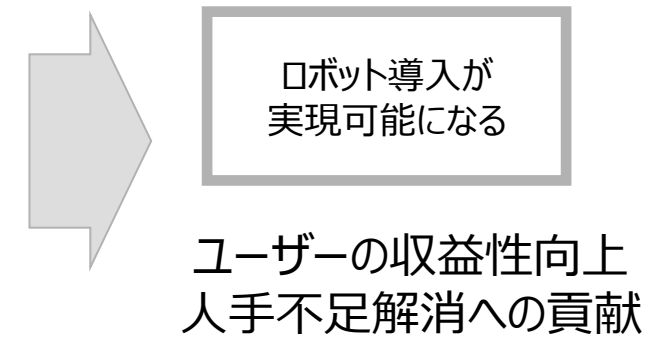 ロボット導入が
実現可能になる
ユーザーの収益性向上
人手不足解消への貢献